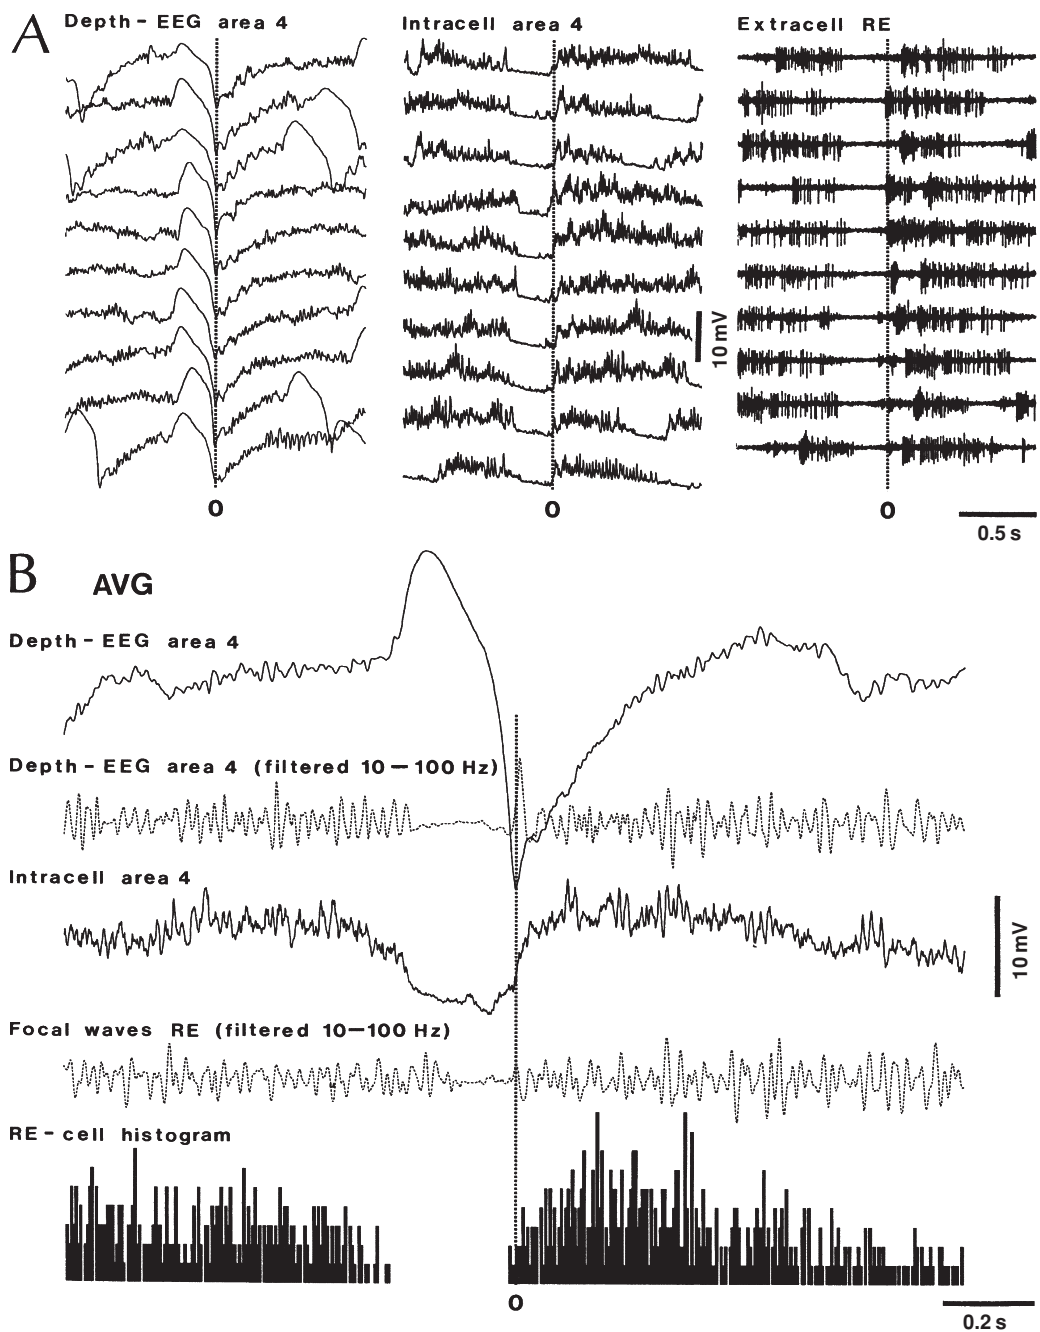 A
Depth-EEG area 4
Intracell area 4
Extracell RE
10 mV
0
0
0
0.5 s
B
AVG
Depth-EEG area 4
Depth-EEG area 4 (filtered 10-100 Hz)
Intracell area 4
10 mV
Focal waves RE (filtered 10-100 Hz)
RE-cell histogram
0
0.2 s